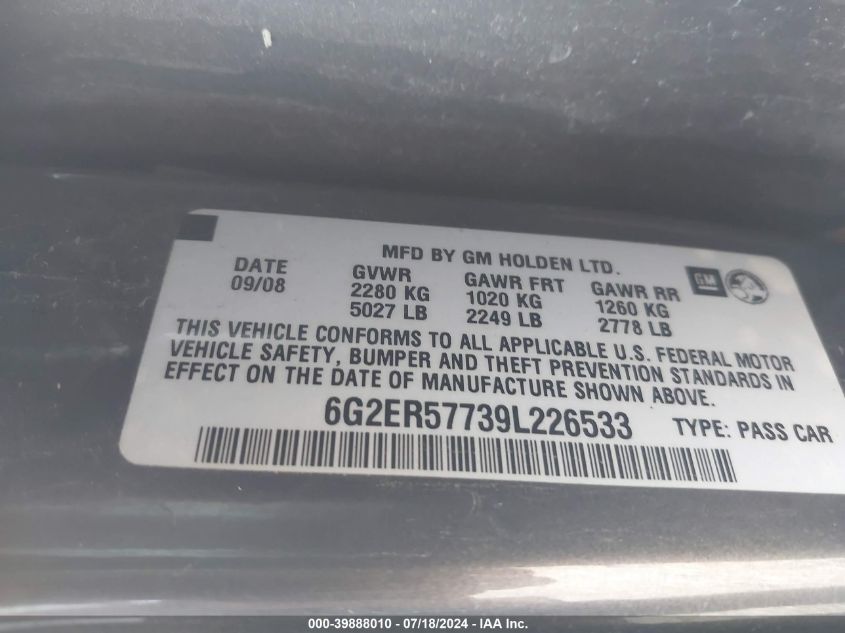 MFD BY GM HOLDEN LTD.
DATE GVWR GAWR FRT GAWR RR
09/08 2280 KG 1020 KG 1260 KG
5027 LB 2249 LB 2778 LB
GM
THIS VEHICLE CONFORMS TO ALL APPLICABLE U.S. FEDERAL MOTOR
VEHICLE SAFETY, BUMPER AND THEFT PREVENTION STANDARDS IN
EFFECT ON THE DATE OF MANUFACTURE SHOWN ABOVE.
6G2ER57739L226533 TYPE: PASS CAR
000-39888010 - 07/18/2024 - IAA Inc.